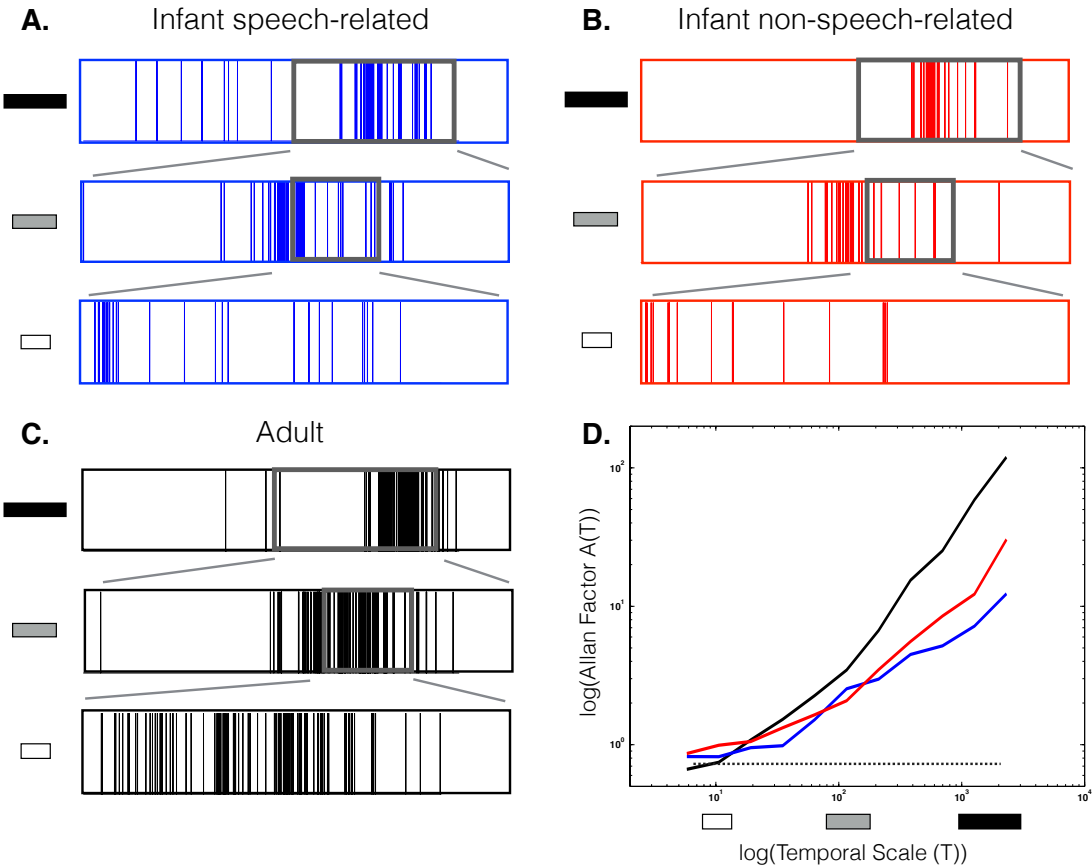 A. Infant speech-related
B. Infant non-speech-related
C. Adult
D.
log(Allan Factor A(T))
10²
10¹
10⁰
10¹ 10² 10³ 10⁴
log(Temporal Scale (T))